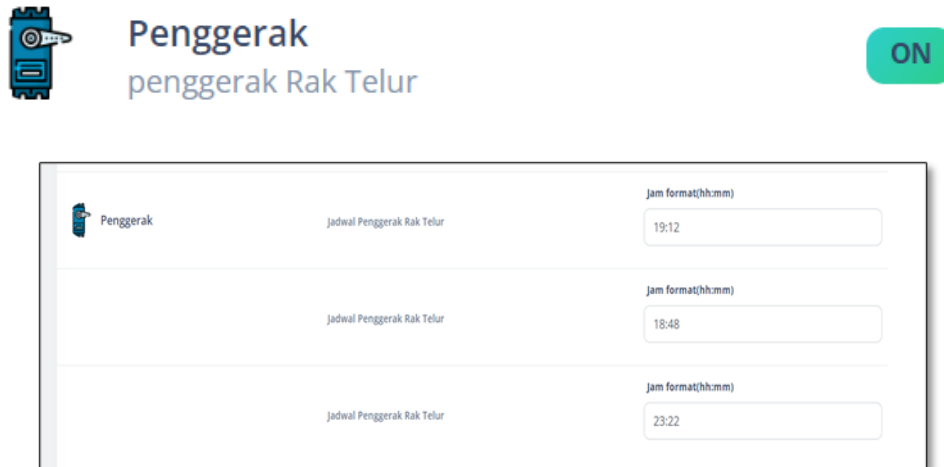 Penggerak
penggerak Rak Telur
ON
Jam format(hh:mm)
Penggerak
Jadwal Penggerak Rak Telur
19:12
Jam format(hh:mm)
Jadwal Penggerak Rak Telur
18:48
Jam format(hh:mm)
Jadwal Penggerak Rak Telur
23:22